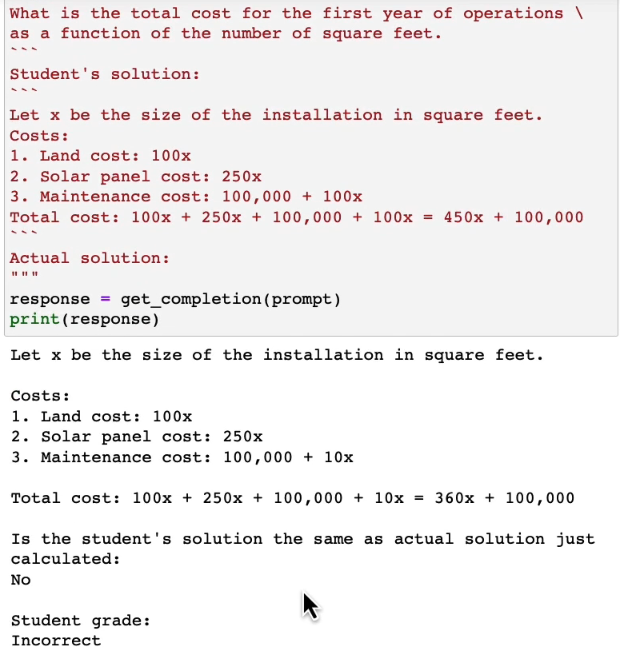 What is the total cost for the first year of operations \
as a function of the number of square feet.
```
Student's solution:
```
Let x be the size of the installation in square feet.
Costs:
1. Land cost: 100x
2. Solar panel cost: 250x
3. Maintenance cost: 100,000 + 100x
Total cost: 100x + 250x + 100,000 + 100x = 450x + 100,000
```
Actual solution:
"""
response = get_completion(prompt)
print(response)
Let x be the size of the installation in square feet.
Costs:
1. Land cost: 100x
2. Solar panel cost: 250x
3. Maintenance cost: 100,000 + 10x
Total cost: 100x + 250x + 100,000 + 10x = 360x + 100,000
Is the student's solution the same as actual solution just
calculated:
No
Student grade:
Incorrect